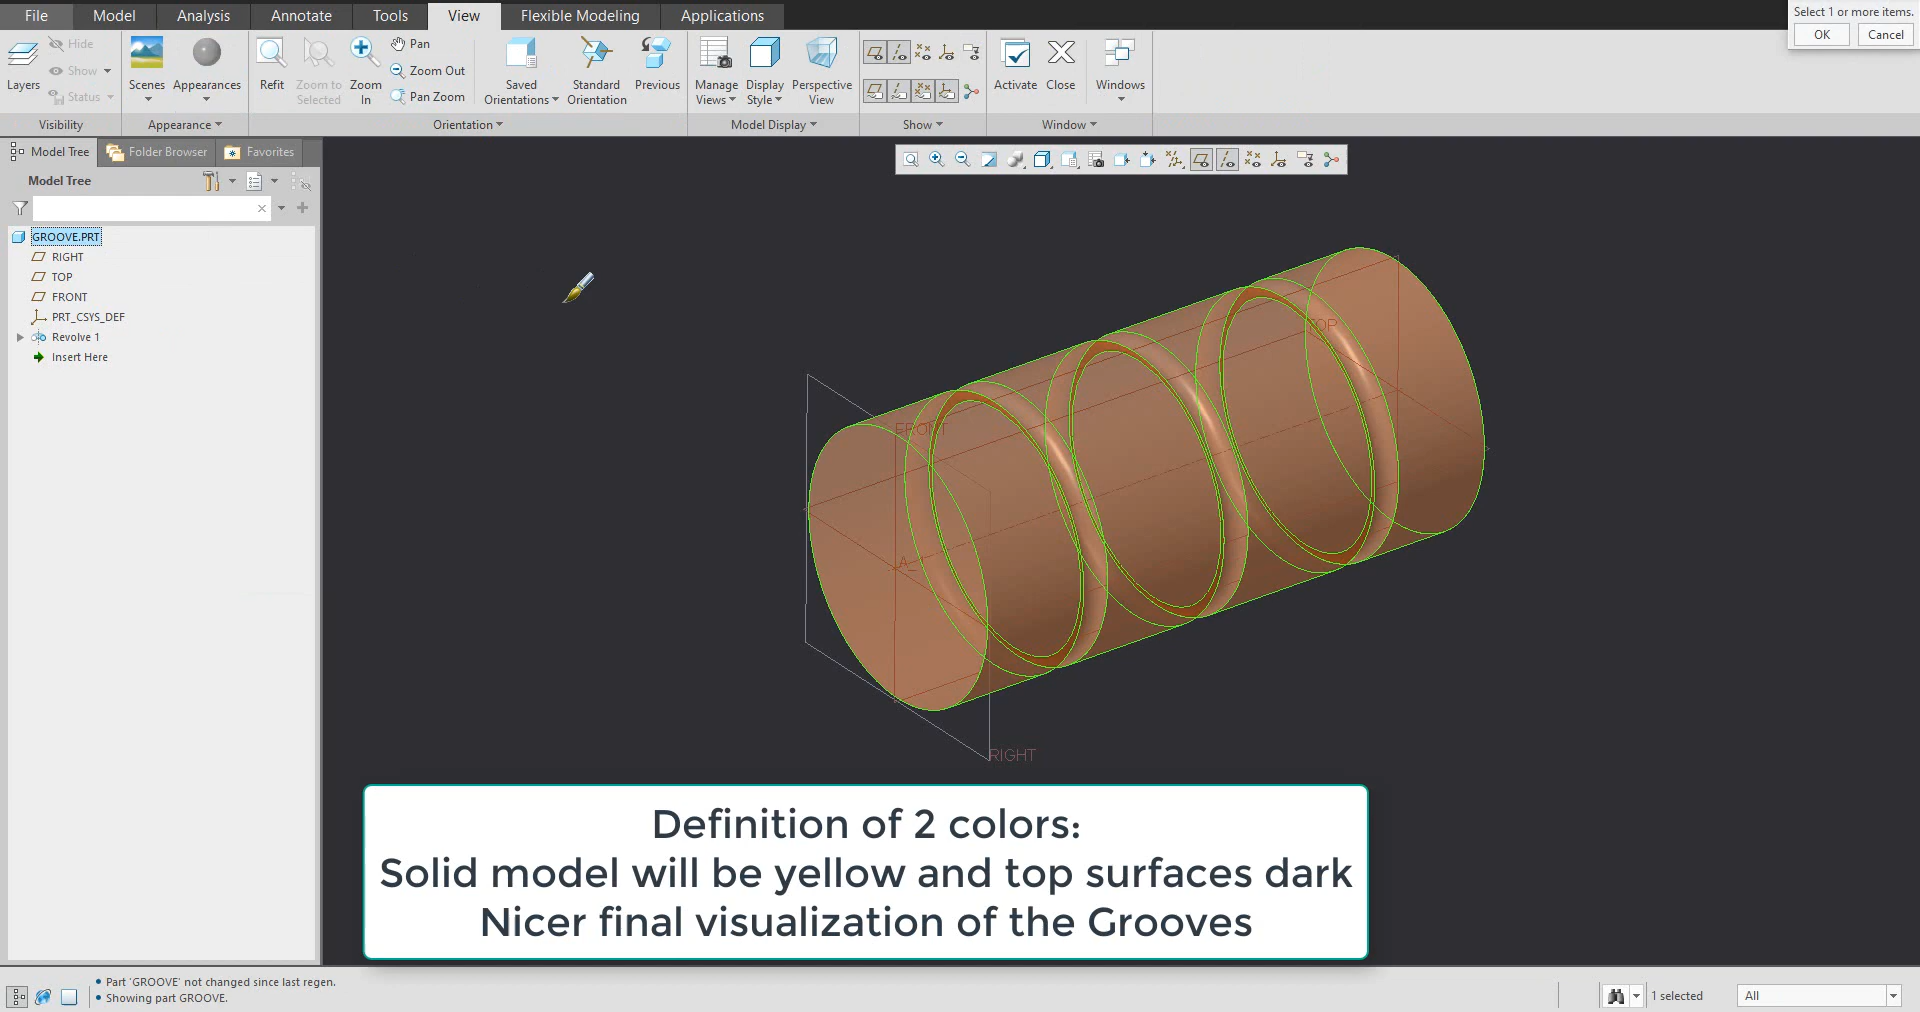 File Model Analysis Annotate Tools View Flexible Modeling Applications
Select 1 or more items.
OK Cancel
Hide
Show
Status
Layers
Scenes
Appearances
Refit
Zoom to Selected
Zoom In
Pan
Zoom Out
Pan Zoom
Saved Orientations
Standard Orientation
Previous
Manage Views
Display Style
Perspective View
Activate
Close
Windows
Visibility Appearance Orientation Model Display Show Window
Model Tree Folder Browser Favorites
Model Tree
GROOVE.PRT
RIGHT
TOP
FRONT
PRT_CSYS_DEF
Revolve 1
Insert Here
TOP
FRONT
A_
RIGHT
Definition of 2 colors:
Solid model will be yellow and top surfaces dark
Nicer final visualization of the Grooves
Part 'GROOVE' not changed since last regen.
Showing part GROOVE.
1 selected
All